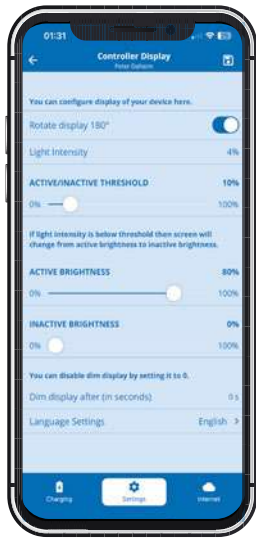 01:31
Controller Display
Peter Dahlem
You can configure display of your device here.
Rotate display 180°
Light Intensity 4%
ACTIVE/INACTIVE THRESHOLD 10%
0% 100%
If light intensity is below threshold then screen will
change from active brightness to inactive brightness.
ACTIVE BRIGHTNESS 80%
0% 100%
INACTIVE BRIGHTNESS 0%
0% 100%
You can disable dim display by setting it to 0.
Dim display after (in seconds) 0 s
Language Settings English >
Charging Settings Internet